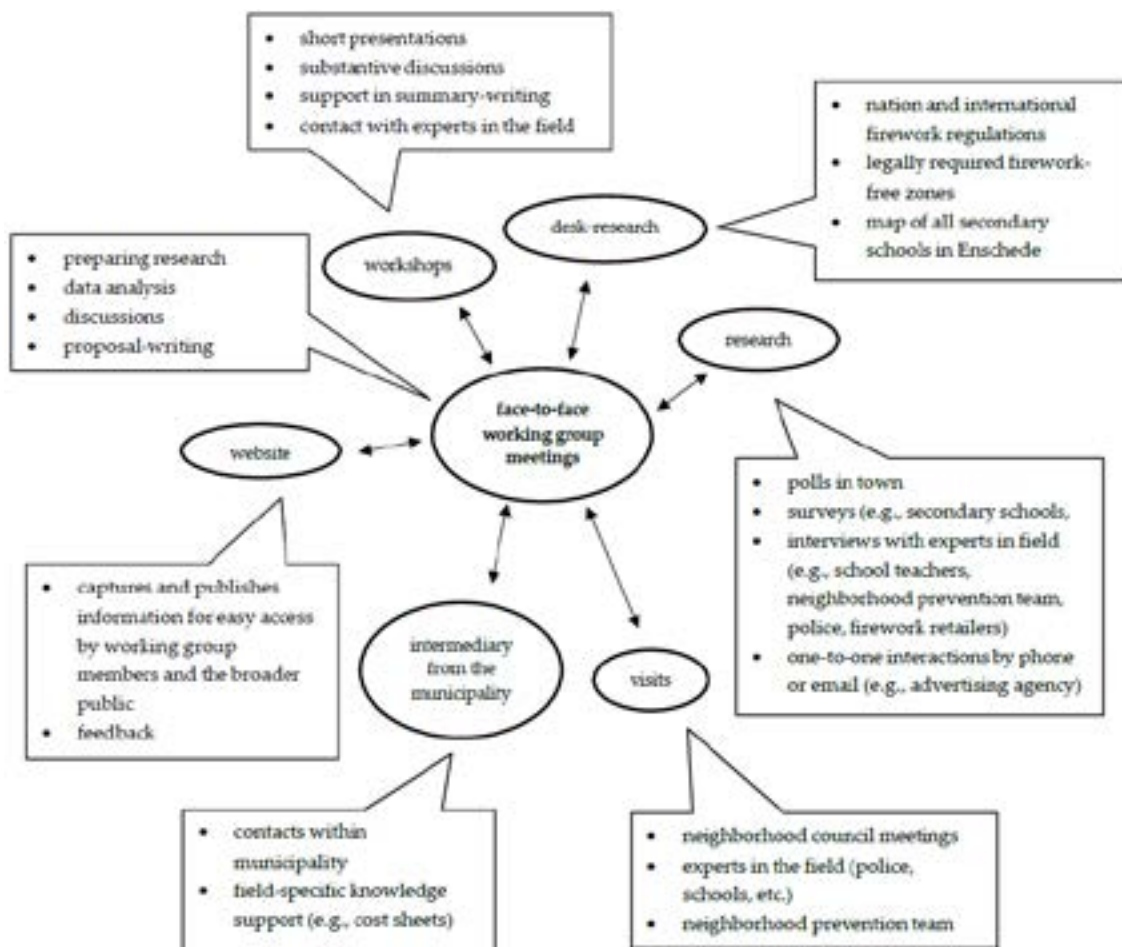 • short presentations
• substantive discussions
• support in summary-writing
• contact with experts in the field
• nation and international
firework regulations
• legally required firework-
free zones
• map of all secondary
schools in Enschede
desk-research
workshops
• preparing research
• data analysis
• discussions
• proposal-writing
research
face-to-face
working group
meetings
website
• polls in town
• surveys (e.g., secondary schools,
• interviews with experts in field
(e.g., school teachers,
neighborhood prevention team,
police, firework retailers)
• one-to-one interactions by phone
or email (e.g., advertising agency)
• captures and publishes
information for easy access
by working group
members and the broader
public
• feedback
intermediary
from the
municipality
visits
• contacts within
municipality
• field-specific knowledge
support (e.g., cost sheets)
• neighborhood council meetings
• experts in the field (police,
schools, etc.)
• neighborhood prevention team